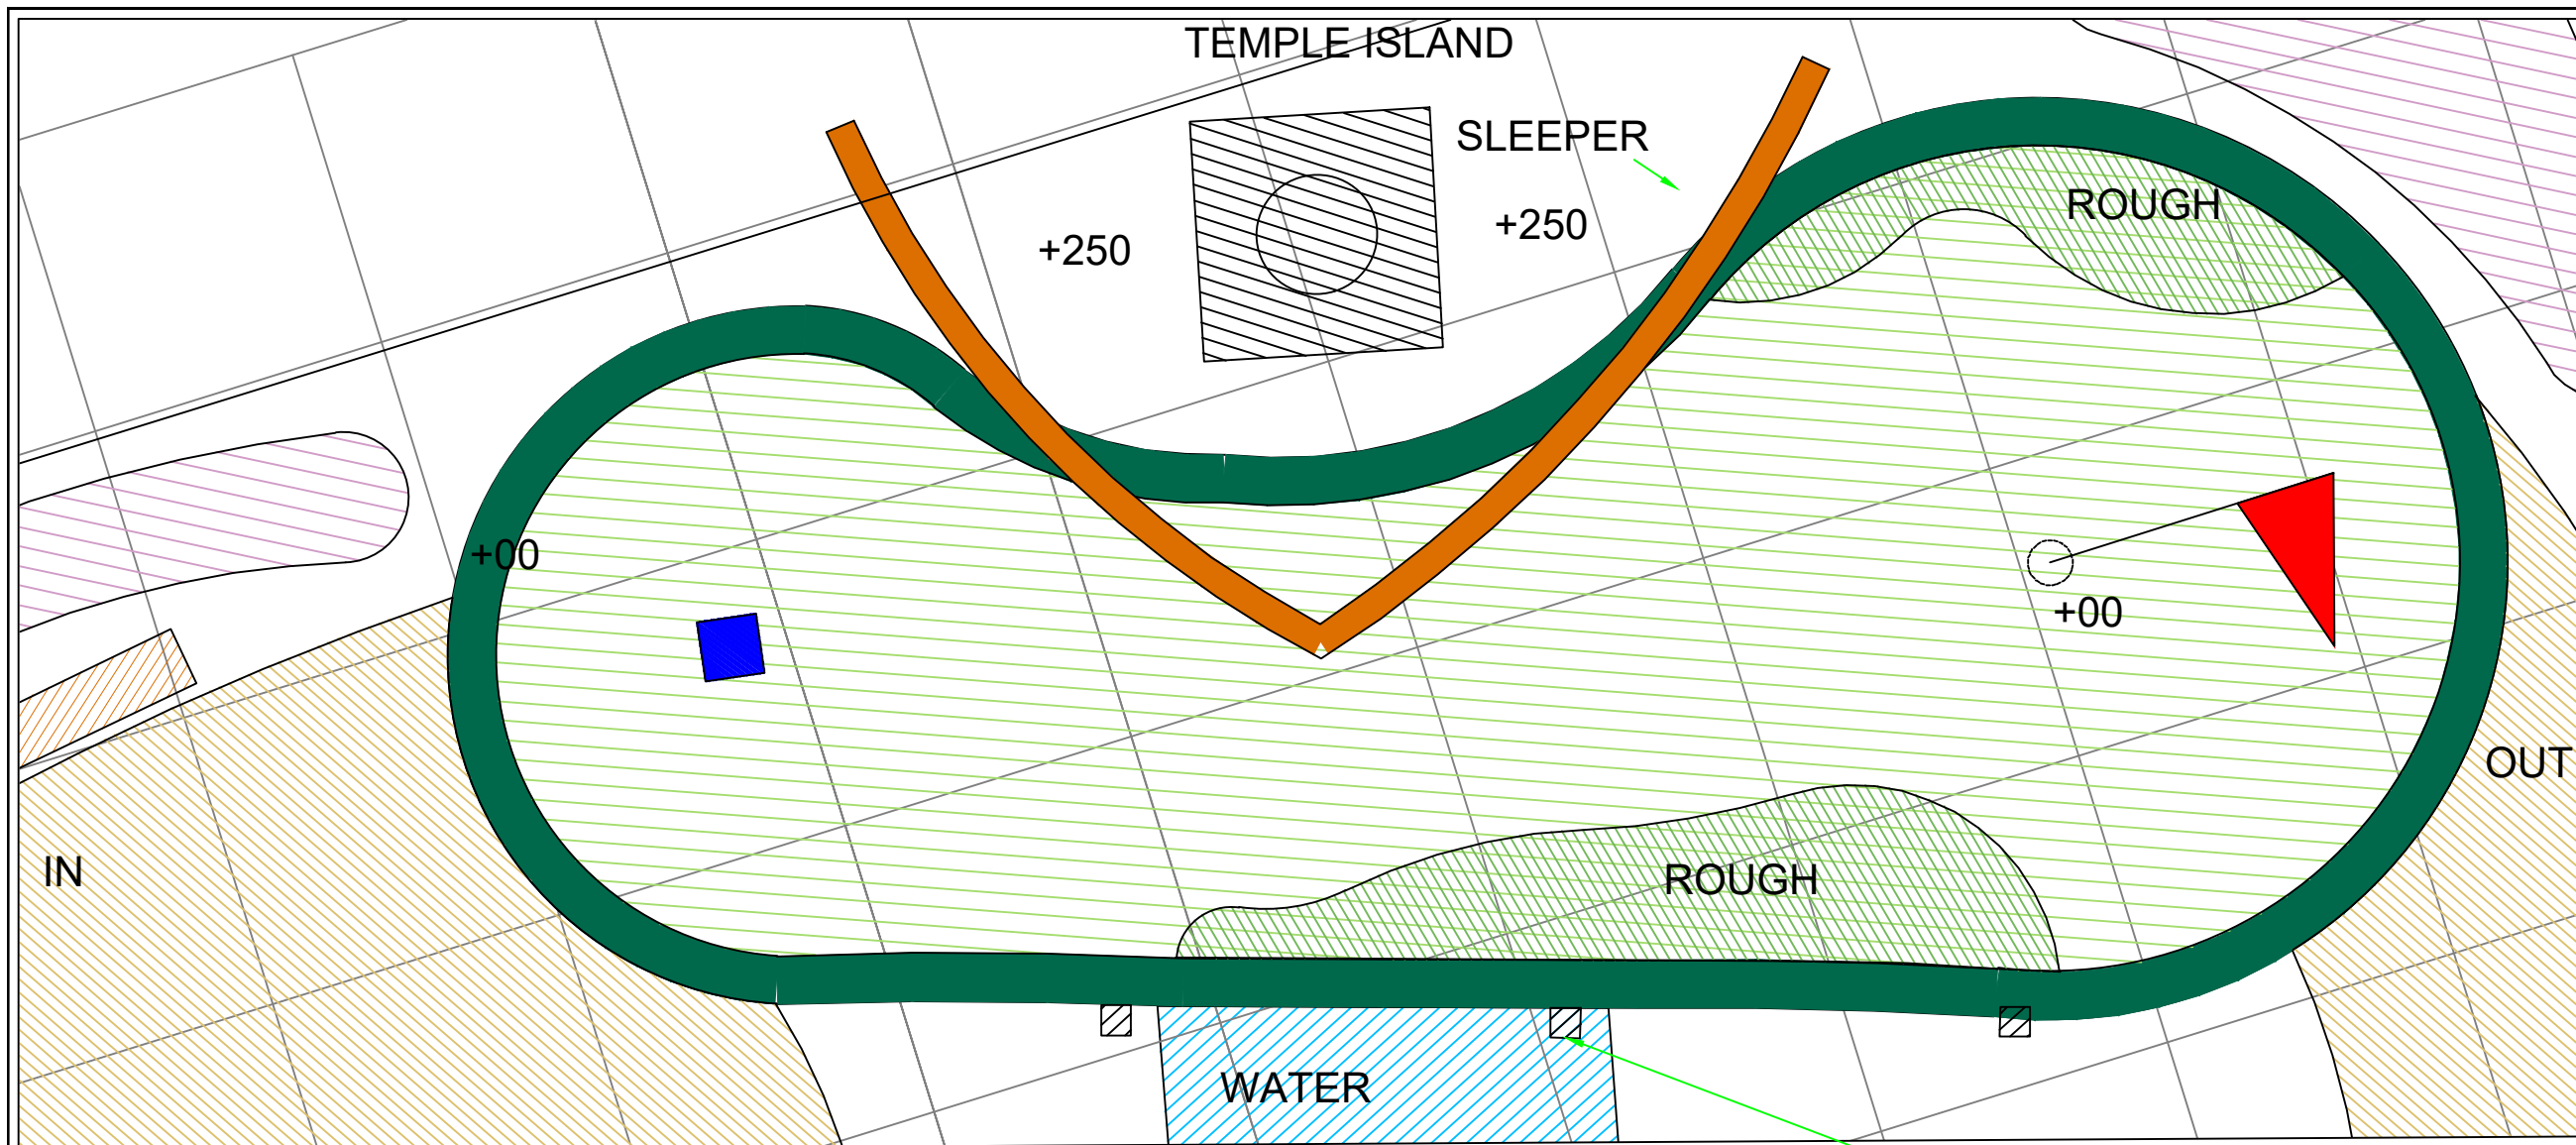 TEMPLE ISLAND
SLEEPER
ROUGH
+250
+250
+00
+00
OUT
IN
ROUGH
WATER